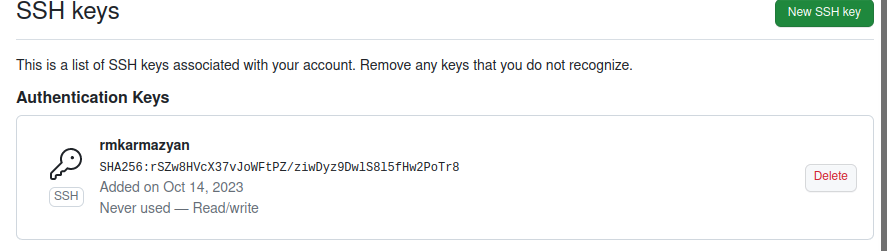 SSH keys
New SSH key
This is a list of SSH keys associated with your account. Remove any keys that you do not recognize.
Authentication Keys
rmkarmazyan
SHA256:rSZw8HVcX37vJoWFtPZ/ziwDyz9DwlS8l5fHw2PoTr8
Added on Oct 14, 2023
SSH
Never used — Read/write
Delete